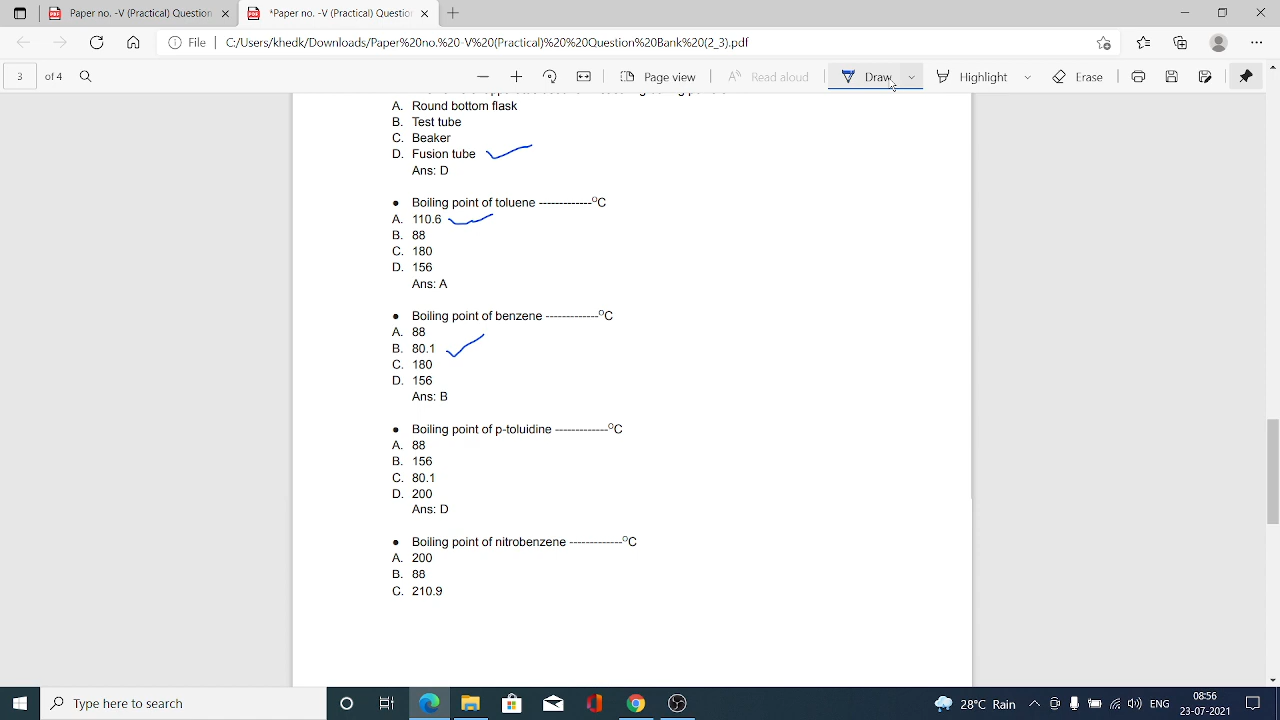 Paper no. -V (Practical) Question
*Paper no. -V (Practical) Question
File
C:/Users/khedk/Downloads/Paper%20no.%20-V%20(Practical)%20%20Question%20Bank%20(2_3).pdf
3 of 4
Page view
Read aloud
Draw
Highlight
Erase
A. Round bottom flask
B. Test tube
C. Beaker
D. Fusion tube
Ans: D
● Boiling point of toluene -------------°C
A. 110.6
B. 88
C. 180
D. 156
Ans: A
● Boiling point of benzene -------------°C
A. 88
B. 80.1
C. 180
D. 156
Ans: B
● Boiling point of p-toluidine -------------°C
A. 88
B. 156
C. 80.1
D. 200
Ans: D
● Boiling point of nitrobenzene -------------°C
A. 200
B. 88
C. 210.9
Type here to search
28°C Rain
ENG
08:56
23-07-2021